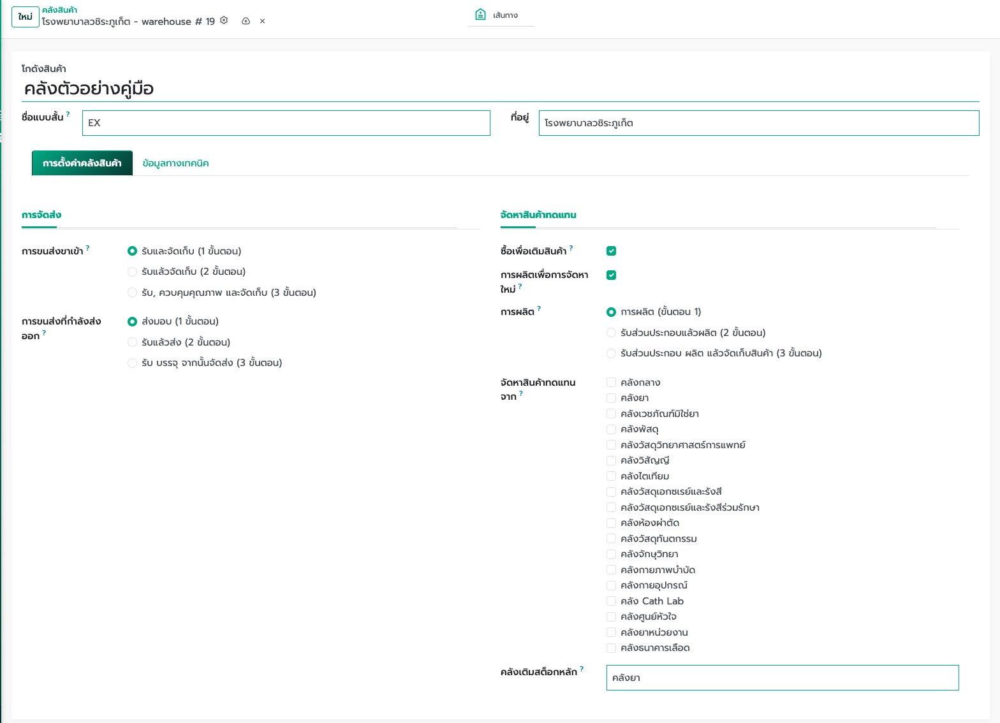 ใหม่
คลังสินค้า
โรงพยาบาลวชิระภูเก็ต - warehouse # 19
เส้นทาง
โกดังสินค้า
คลังตัวอย่างคู่มือ
ชื่อแบบสั้น ?
EX
ที่อยู่
โรงพยาบาลวชิระภูเก็ต
การตั้งค่าคลังสินค้า
ข้อมูลทางเทคนิค
การจัดส่ง
การขนส่งขาเข้า ?
รับและจัดเก็บ (1 ขั้นตอน)
รับแล้วจัดเก็บ (2 ขั้นตอน)
รับ, ควบคุมคุณภาพ และจัดเก็บ (3 ขั้นตอน)
การขนส่งที่กำลังส่ง
ออก ?
ส่งมอบ (1 ขั้นตอน)
รับแล้วส่ง (2 ขั้นตอน)
รับ บรรจุ จากนั้นจัดส่ง (3 ขั้นตอน)
จัดหาสินค้าทดแทน
ซื้อเพื่อเติมสินค้า ?
การผลิตเพื่อการจัดหา
ใหม่ ?
การผลิต ?
การผลิต (ขั้นตอน 1)
รับส่วนประกอบแล้วผลิต (2 ขั้นตอน)
รับส่วนประกอบ ผลิต แล้วจัดเก็บสินค้า (3 ขั้นตอน)
จัดหาสินค้าทดแทน
จาก ?
คลังกลาง
คลังยา
คลังเวชภัณฑ์มิใช่ยา
คลังพัสดุ
คลังวัสดุวิทยาศาสตร์การแพทย์
คลังวิสัญญี
คลังไตเทียม
คลังวัสดุเอกซเรย์และรังสี
คลังวัสดุเอกซเรย์และรังสีร่วมรักษา
คลังห้องผ่าตัด
คลังวัสดุทันตกรรม
คลังจักษุวิทยา
คลังกายภาพบำบัด
คลังกายอุปกรณ์
คลัง Cath Lab
คลังศูนย์หัวใจ
คลังยาหน่วยงาน
คลังธนาคารเลือด
คลังเติมสต็อกหลัก ?
คลังยา